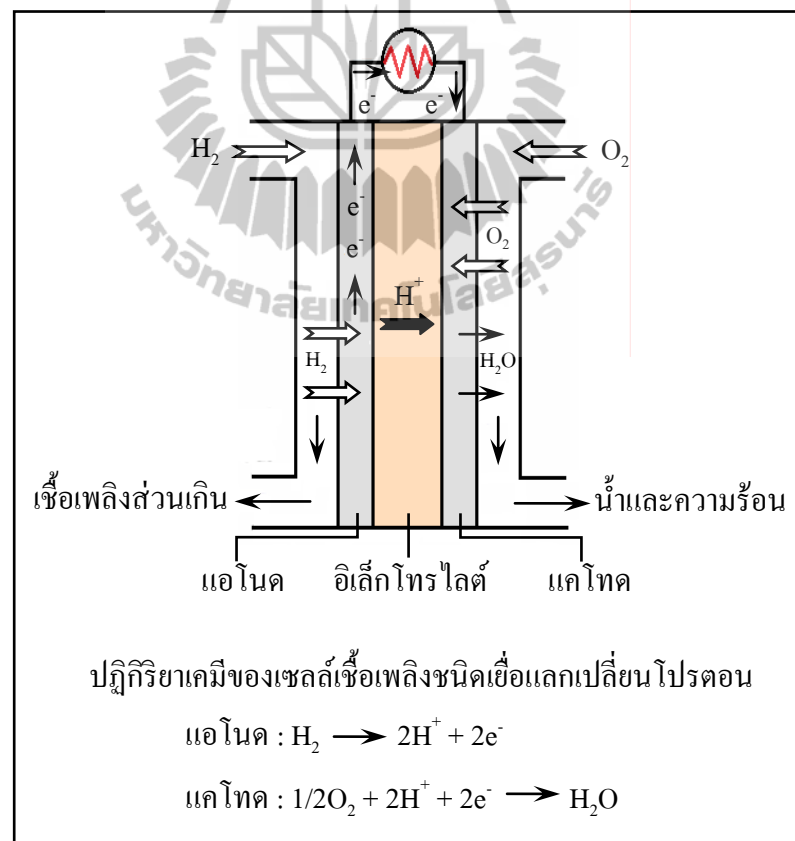 e⁻ e⁻
H₂ O₂
e⁻
e⁻ O₂
H⁺
H₂ H₂O
เชื้อเพลิงส่วนเกิน น้ำและความร้อน
แอโนด อิเล็กโทรไลต์ แคโทด
ปฏิกิริยาเคมีของเซลล์เชื้อเพลิงชนิดเยื่อแลกเปลี่ยนโปรตอน
แอโนด : H₂ → 2H⁺ + 2e⁻
แคโทด : 1/2O₂ + 2H⁺ + 2e⁻ → H₂O